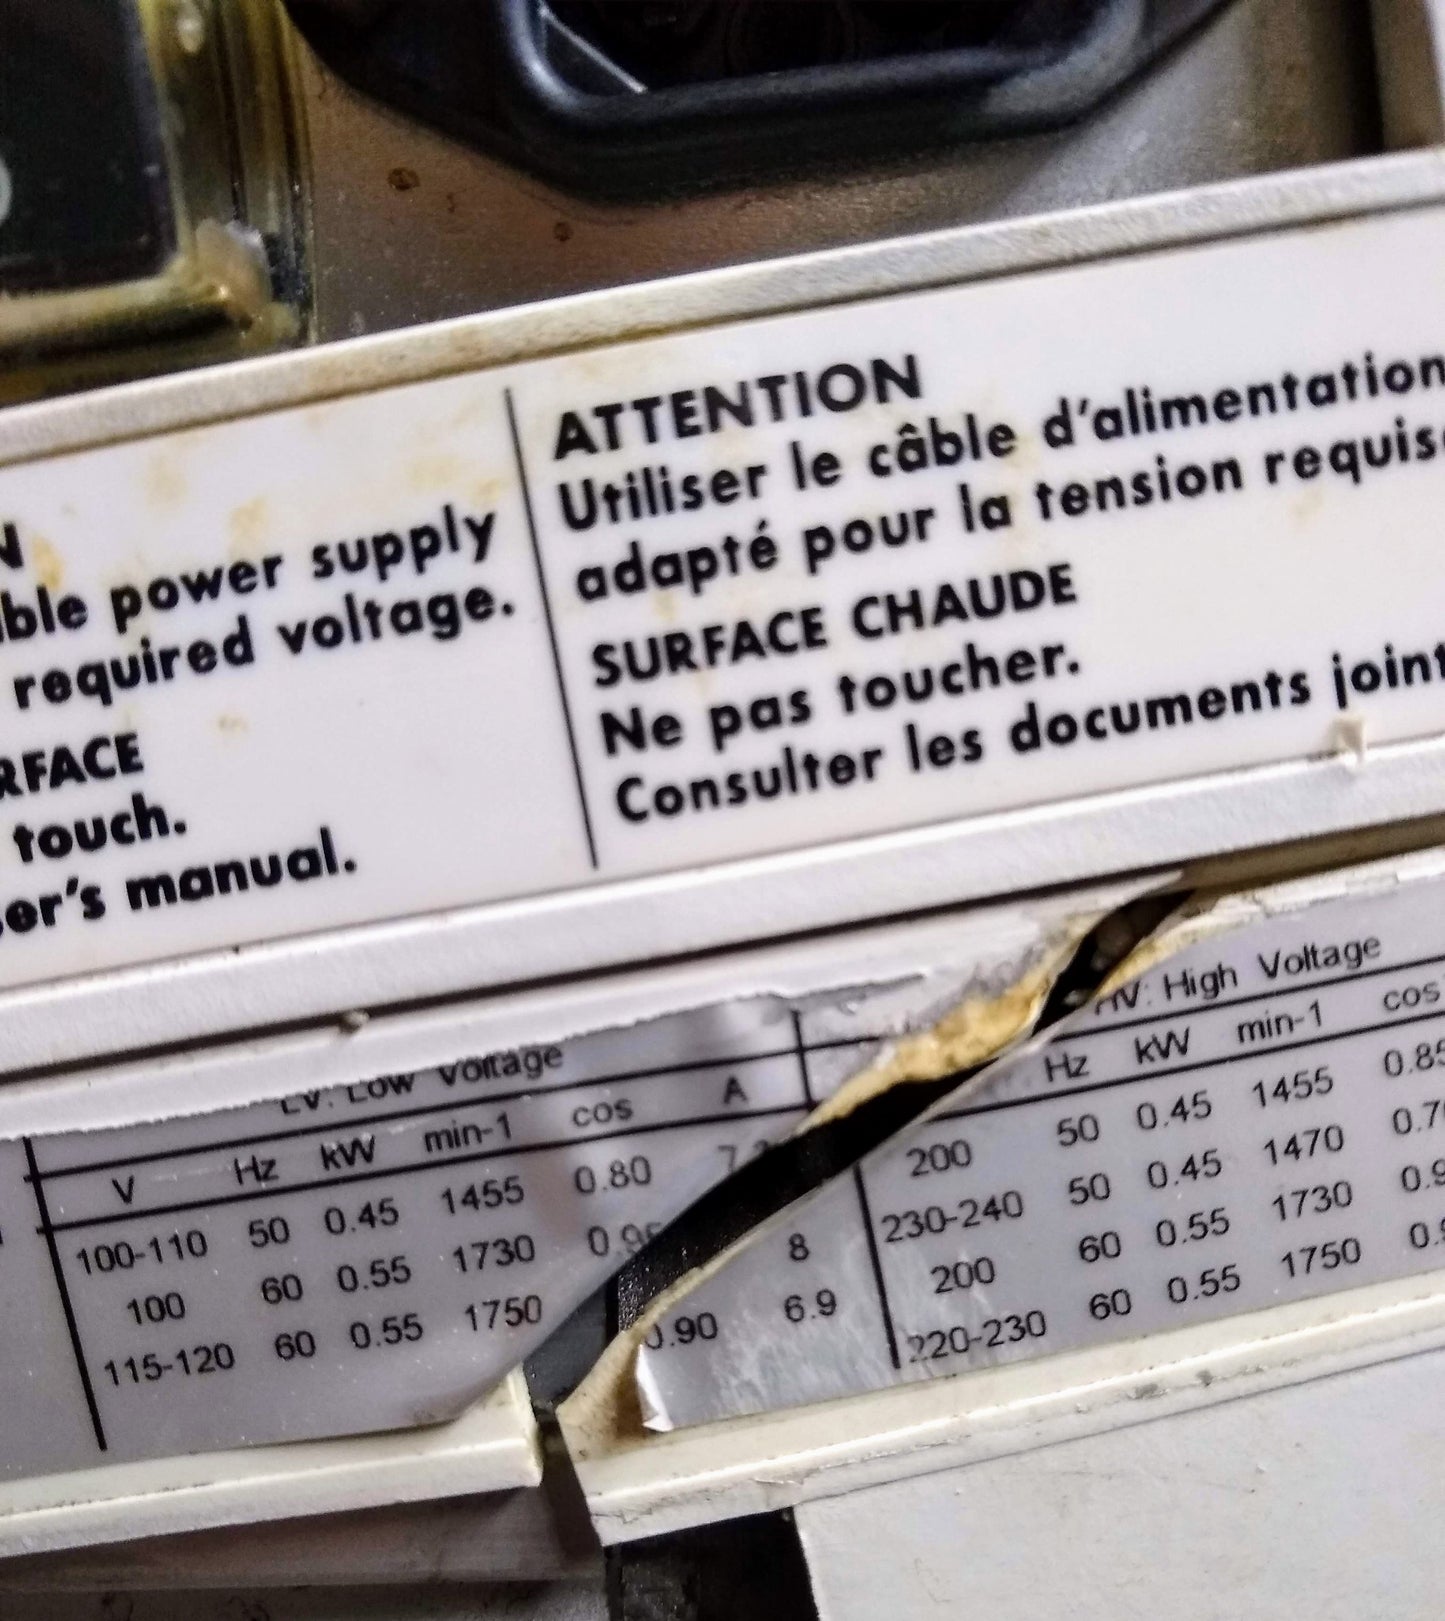 N
ble power supply
required voltage.
RFACE
touch.
er's manual.
ATTENTION
Utiliser le câble d'alimentation
adapté pour la tension requis
SURFACE CHAUDE
Ne pas toucher.
Consulter les documents joint
LV: Low Voltage
V Hz kW min-1 cos A
100-110 50 0.45 1455 0.80
100 60 0.55 1730 8
115-120 60 0.55 1750 0.90 6.9
HV: High Voltage
Hz kW min-1 cos
200 50 0.45 1455 0.85
230-240 50 0.45 1470
200 60 0.55 1730
220-230 60 0.55 1750